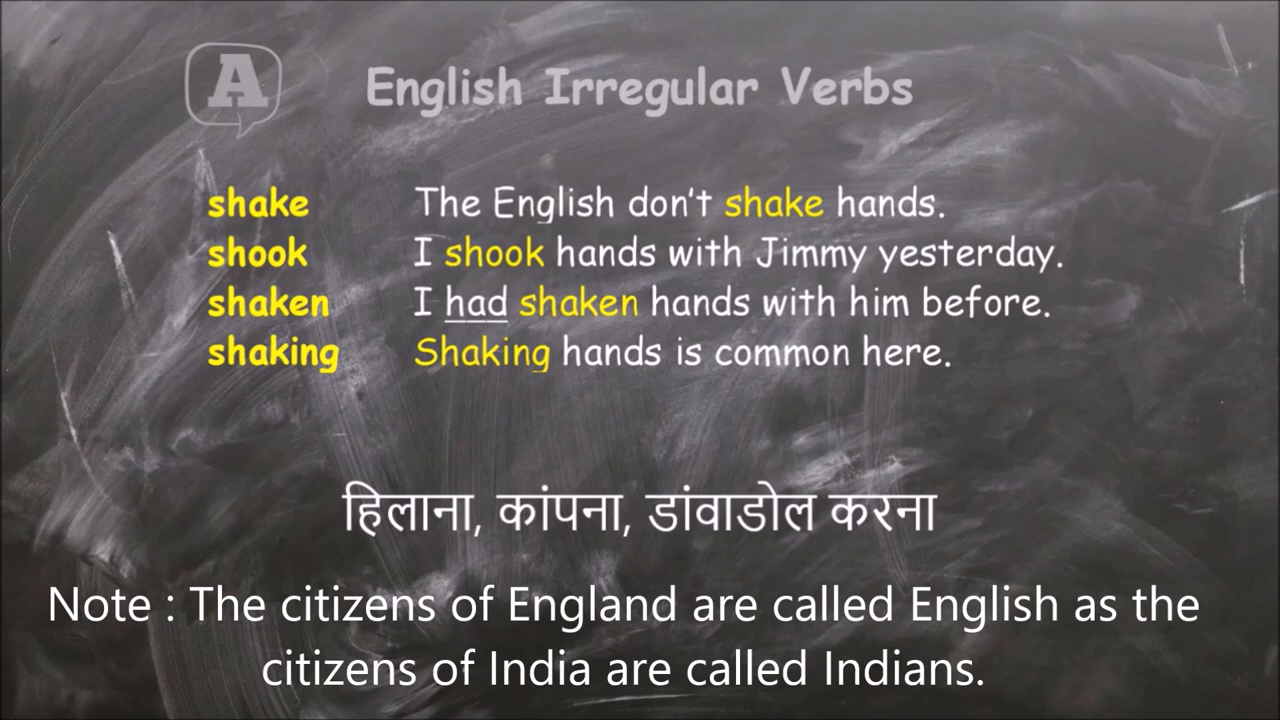 A
English Irregular Verbs
shake The English don't shake hands.
shook I shook hands with Jimmy yesterday.
shaken I had shaken hands with him before.
shaking Shaking hands is common here.
हिलाना, कांपना, डांवाडोल करना
Note : The citizens of England are called English as the
citizens of India are called Indians.